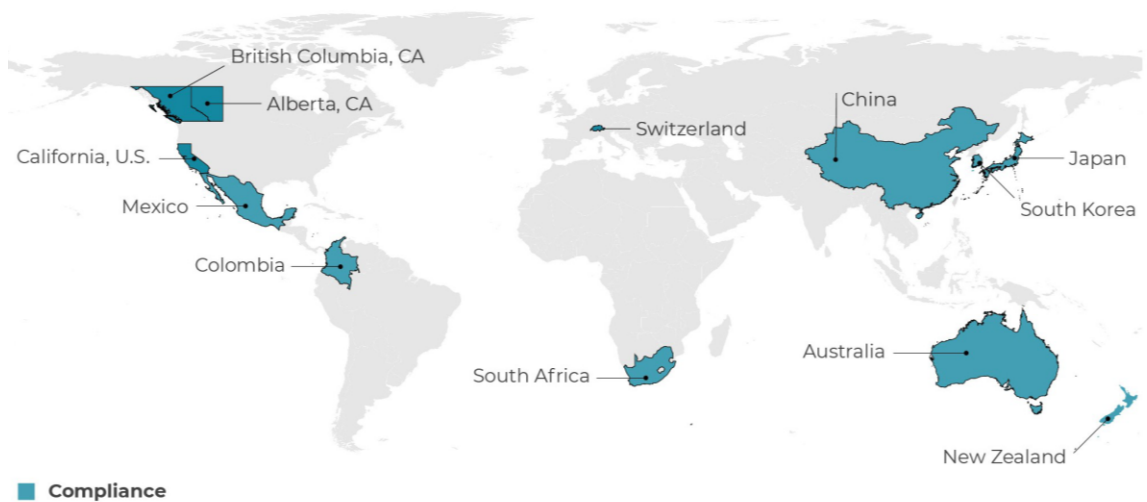 British Columbia, CA
Alberta, CA
China
Switzerland
California, U.S.
Japan
Mexico
South Korea
Colombia
Australia
South Africa
New Zealand
Compliance